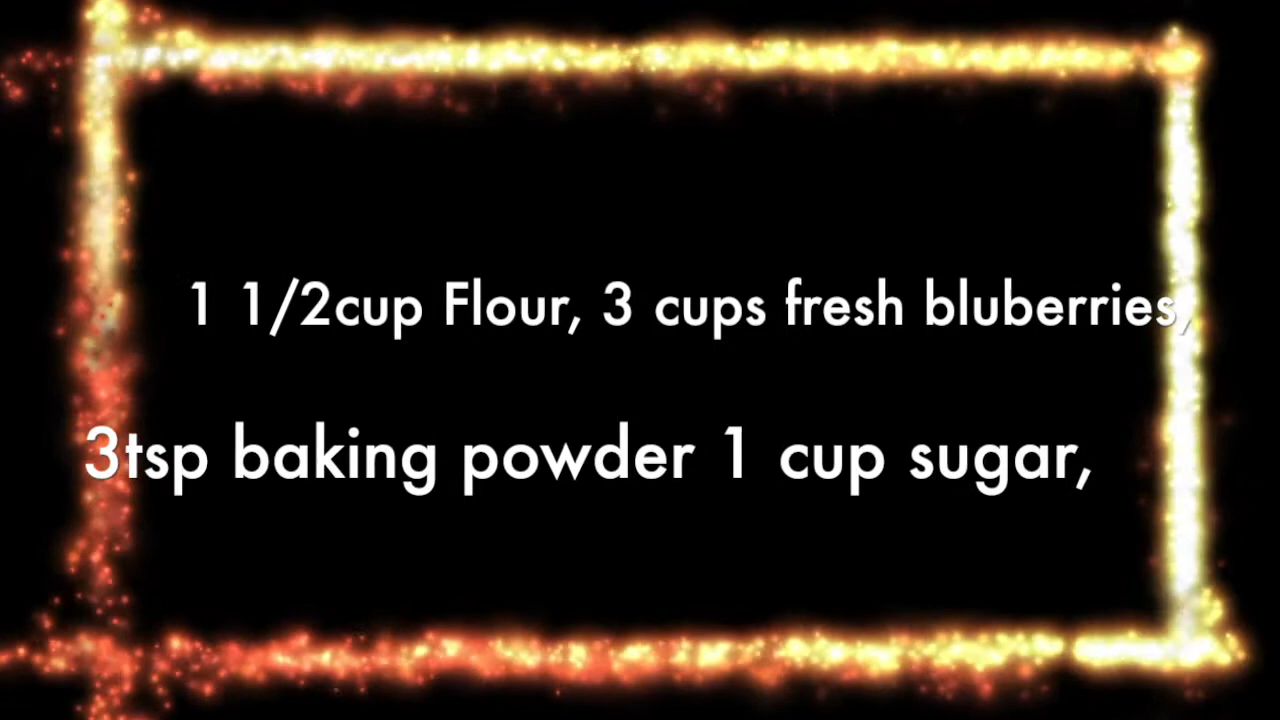 1 1/2cup Flour, 3 cups fresh bluberries,
3tsp baking powder 1 cup sugar,